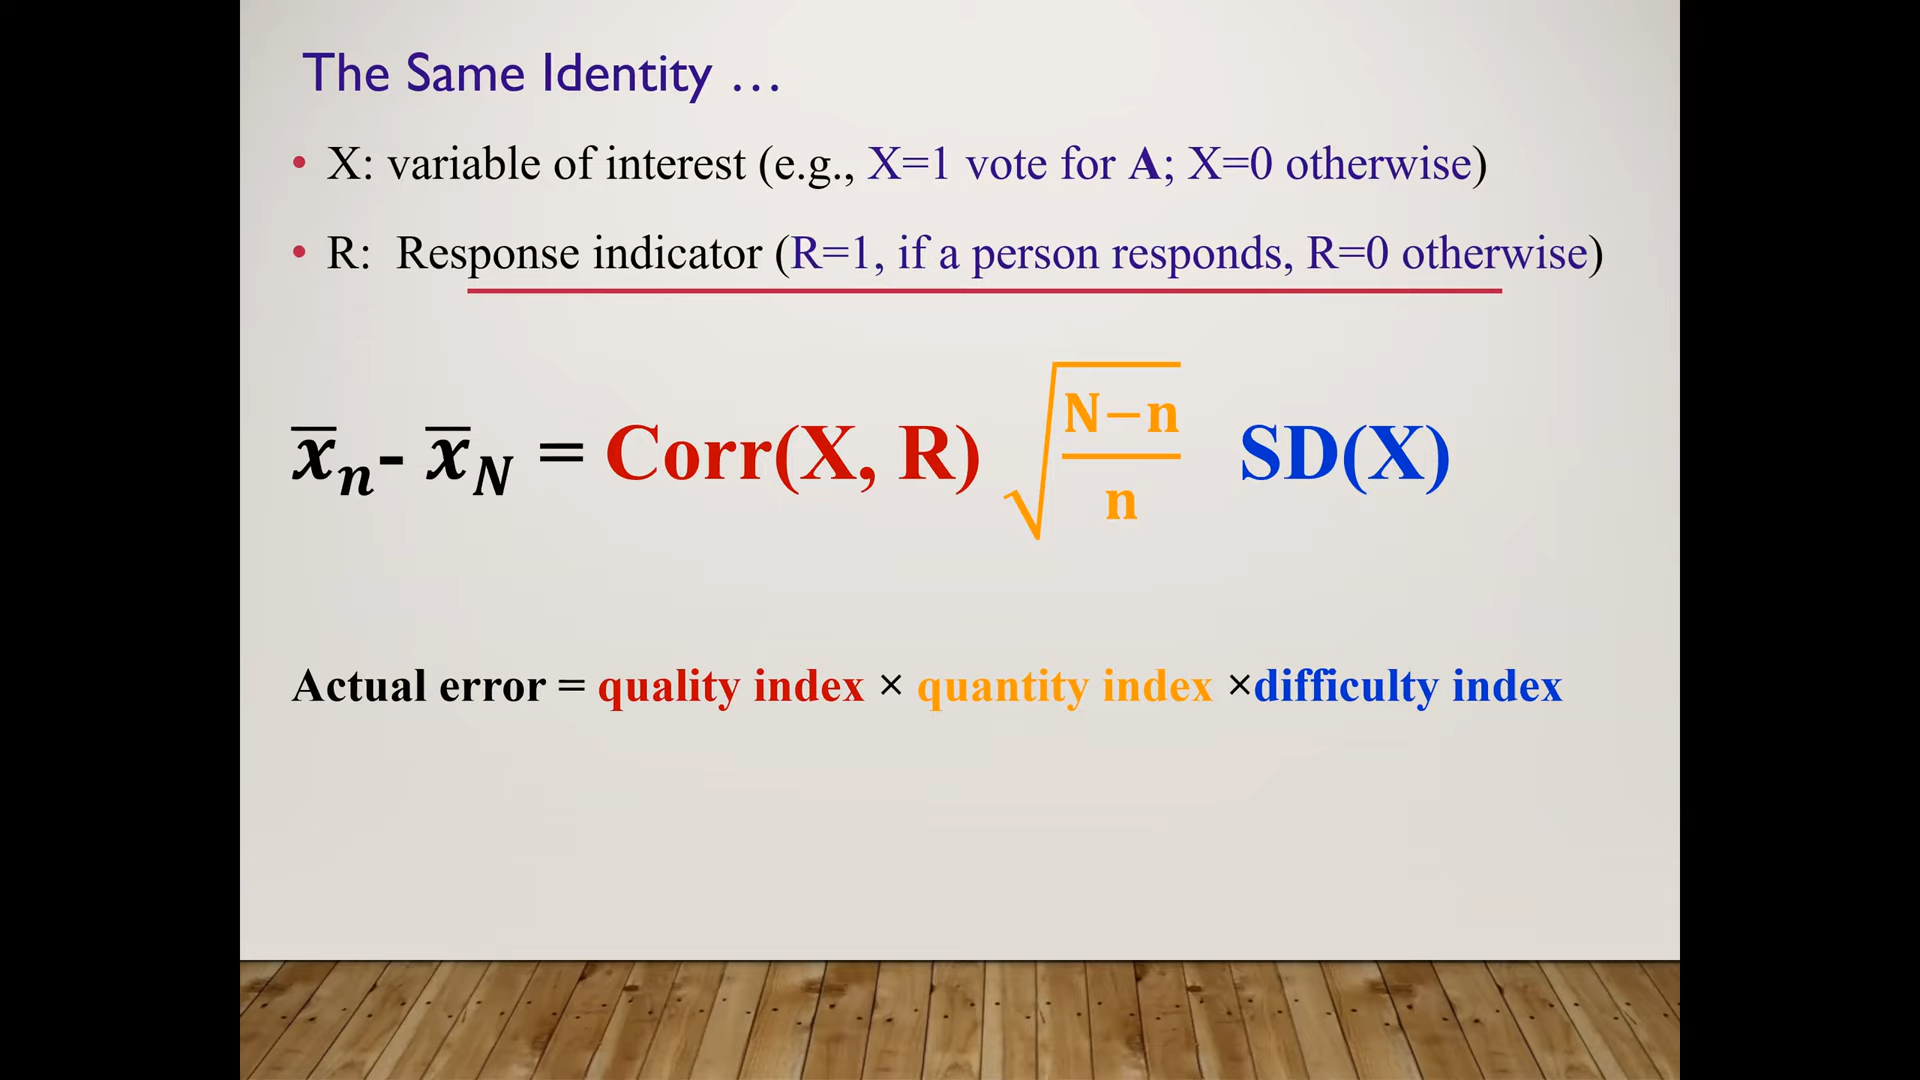 The Same Identity …
• X: variable of interest (e.g., X=1 vote for A; X=0 otherwise)
• R: Response indicator (R=1, if a person responds, R=0 otherwise)
x̅ₙ- x̅_N = Corr(X, R) √((N−n)/n) SD(X)
Actual error = quality index × quantity index ×difficulty index